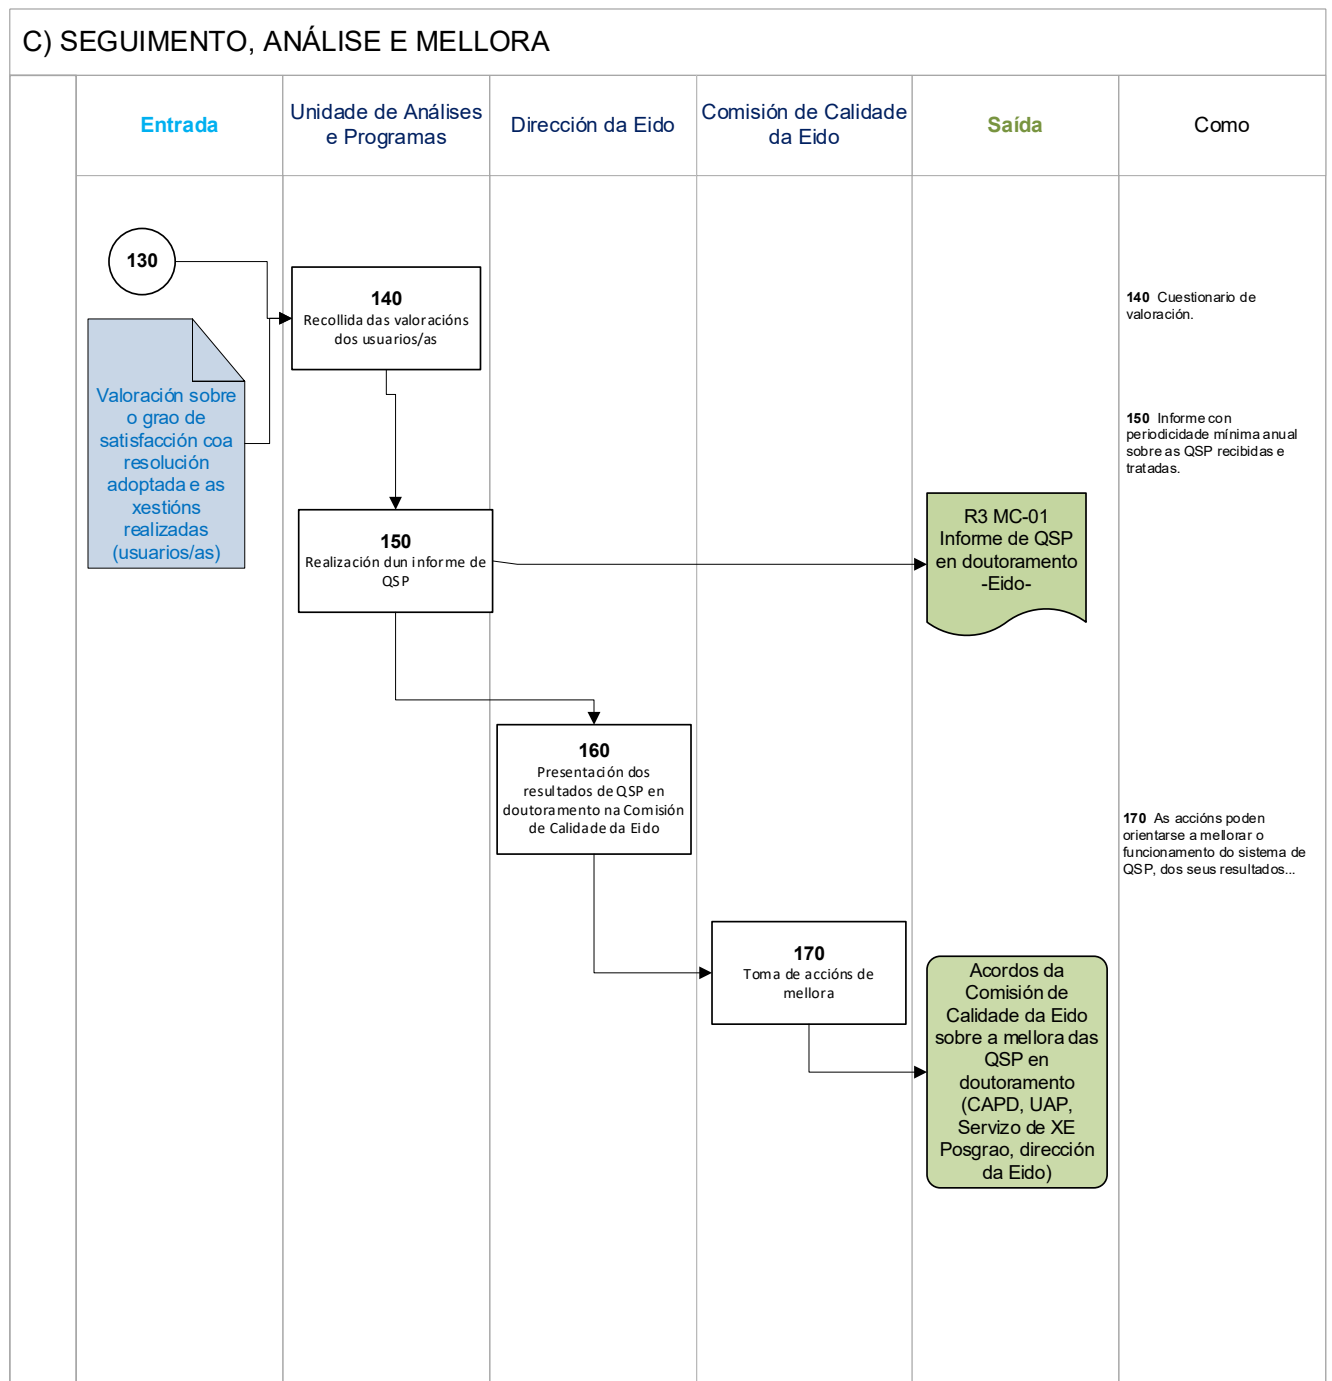 C) SEGUIMENTO, ANÁLISE E MELLORA
Entrada
Unidade de Análises
e Programas
Dirección da Eido
Comisión de Calidade
da Eido
Saída
Como
130
Valoración sobre
o grao de
satisfacción coa
resolución
adoptada e as
xestións
realizadas
(usuarios/as)
140
Recollida das valoracións
dos usuarios/as
140 Cuestionario de
valoración.
150 Informe con
periodicidade mínima anual
sobre as QSP recibidas e
tratadas.
150
Realización dun informe de
QSP
R3 MC-01
Informe de QSP
en doutoramento
-Eido-
160
Presentación dos
resultados de QSP en
doutoramento na Comisión
de Calidade da Eido
170 As accións poden
orientarse a mellorar o
funcionamento do sistema de
QSP, dos seus resultados...
170
Toma de accións de
mellora
Acordos da
Comisión de
Calidade da Eido
sobre a mellora das
QSP en
doutoramento
(CAPD, UAP,
Servizo de XE
Posgrao, dirección
da Eido)